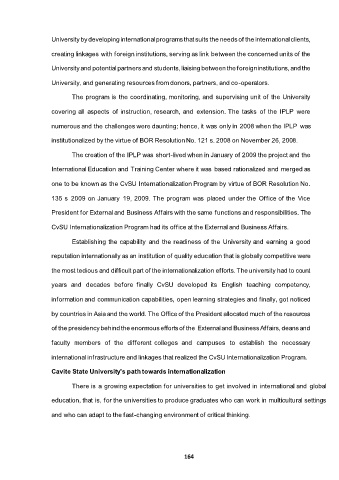 University by developing international programs that suits the needs of the International clients,
creating linkages with foreign institutions, serving as link between the concerned units of the
University and potential partners and students, liaising between the foreign institutions, and the
University, and generating resources from donors, partners, and co-operators.
The program is the coordinating, monitoring, and supervising unit of the University
covering all aspects of instruction, research, and extension. The tasks of the IPLP were
numerous and the challenges were daunting; hence, it was only in 2008 when the IPLP was
institutionalized by the virtue of BOR Resolution No. 121 s. 2008 on November 26, 2008.
The creation of the IPLP was short-lived when in January of 2009 the project and the
International Education and Training Center where it was based rationalized and merged as
one to be known as the CvSU Internationalization Program by virtue of BOR Resolution No.
135 s 2009 on January 19, 2009. The program was placed under the Office of the Vice
President for External and Business Affairs with the same functions and responsibilities. The
CvSU Internationalization Program had its office at the External and Business Affairs.
Establishing the capability and the readiness of the University and earning a good
reputation internationally as an institution of quality education that is globally competitive were
the most tedious and difficult part of the internationalization efforts. The university had to count
years and decades before finally CvSU developed its English teaching competency,
information and communication capabilities, open learning strategies and finally, got noticed
by countries in Asia and the world. The Office of the President allocated much of the resources
of the presidency behind the enormous efforts of the External and Business Affairs, deans and
faculty members of the different colleges and campuses to establish the necessary
international infrastructure and linkages that realized the CvSU Internationalization Program.
Cavite State University's path towards internationalization
There is a growing expectation for universities to get involved in international and global
education, that is, for the universities to produce graduates who can work in multicultural settings
and who can adapt to the fast-changing environment of critical thinking.
164